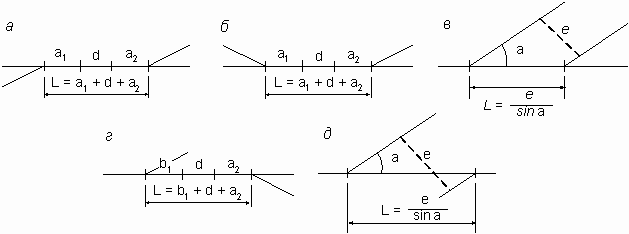 а
a₁ d a₂
L = a₁ + d + a₂
б
a₁ d a₂
L = a₁ + d + a₂
в
e
a
L = e / sin a
г
b₁ d a₂
L = b₁ + d + a₂
д
a e
L = e / sin a